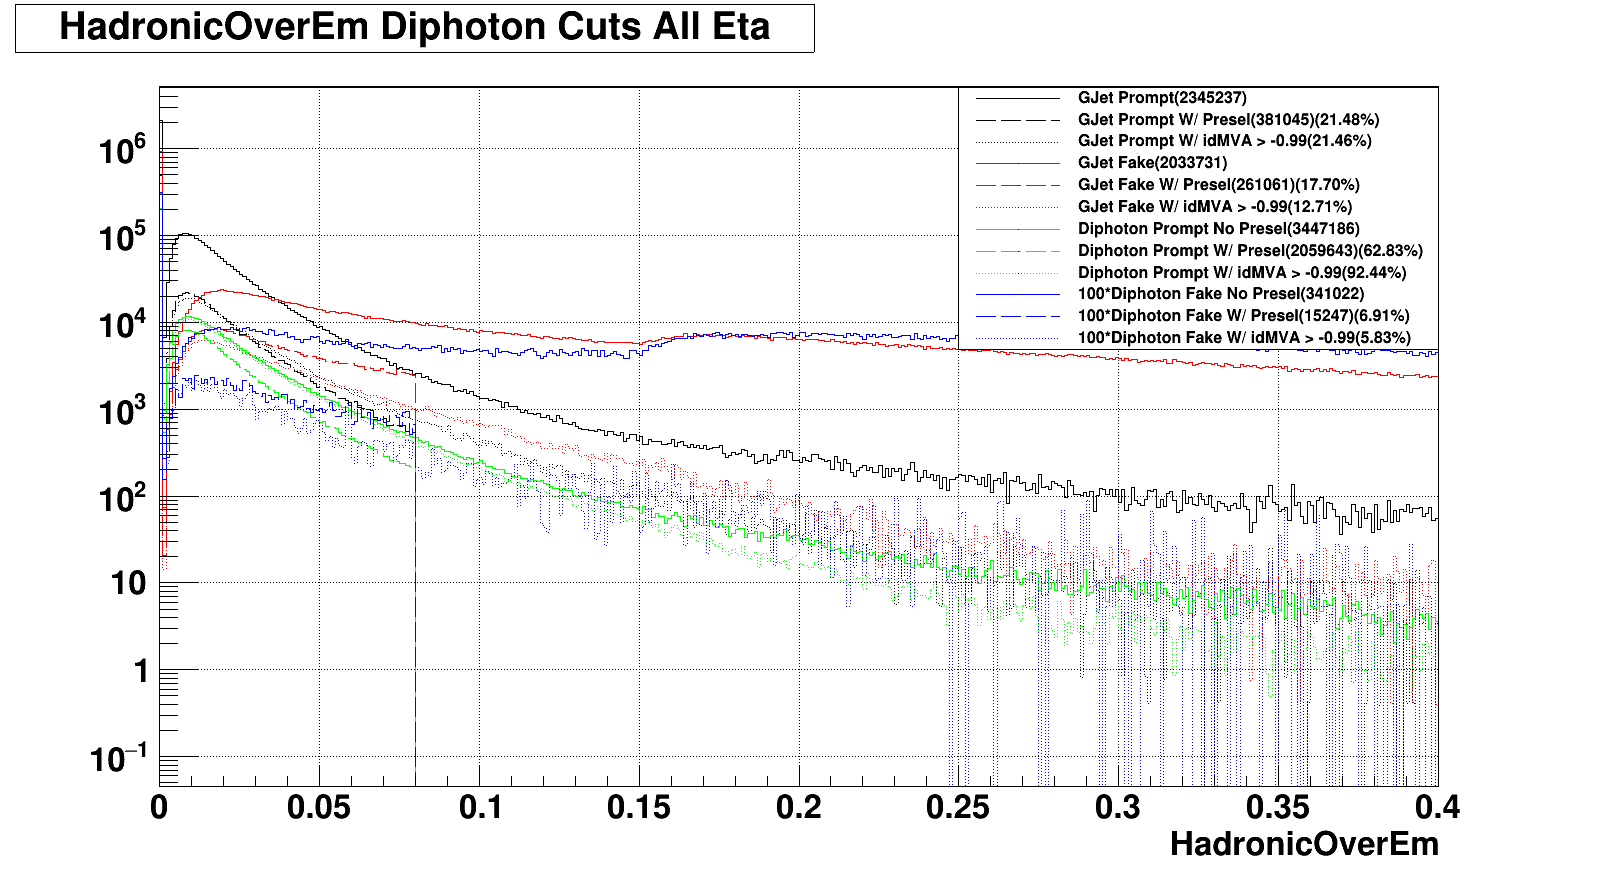 HadronicOverEm Diphoton Cuts All Eta
GJet Prompt(2345237)
GJet Prompt W/ Presel(381045)(21.48%)
GJet Prompt W/ idMVA > -0.99(21.46%)
GJet Fake(2033731)
GJet Fake W/ Presel(261061)(17.70%)
GJet Fake W/ idMVA > -0.99(12.71%)
Diphoton Prompt No Presel(3447186)
Diphoton Prompt W/ Presel(2059643)(62.83%)
Diphoton Prompt W/ idMVA > -0.99(92.44%)
100*Diphoton Fake No Presel(341022)
100*Diphoton Fake W/ Presel(15247)(6.91%)
100*Diphoton Fake W/ idMVA > -0.99(5.83%)
10^6
10^5
10^4
10^3
10^2
10
1
10^−1
0 0.05 0.1 0.15 0.2 0.25 0.3 0.35 0.4
HadronicOverEm